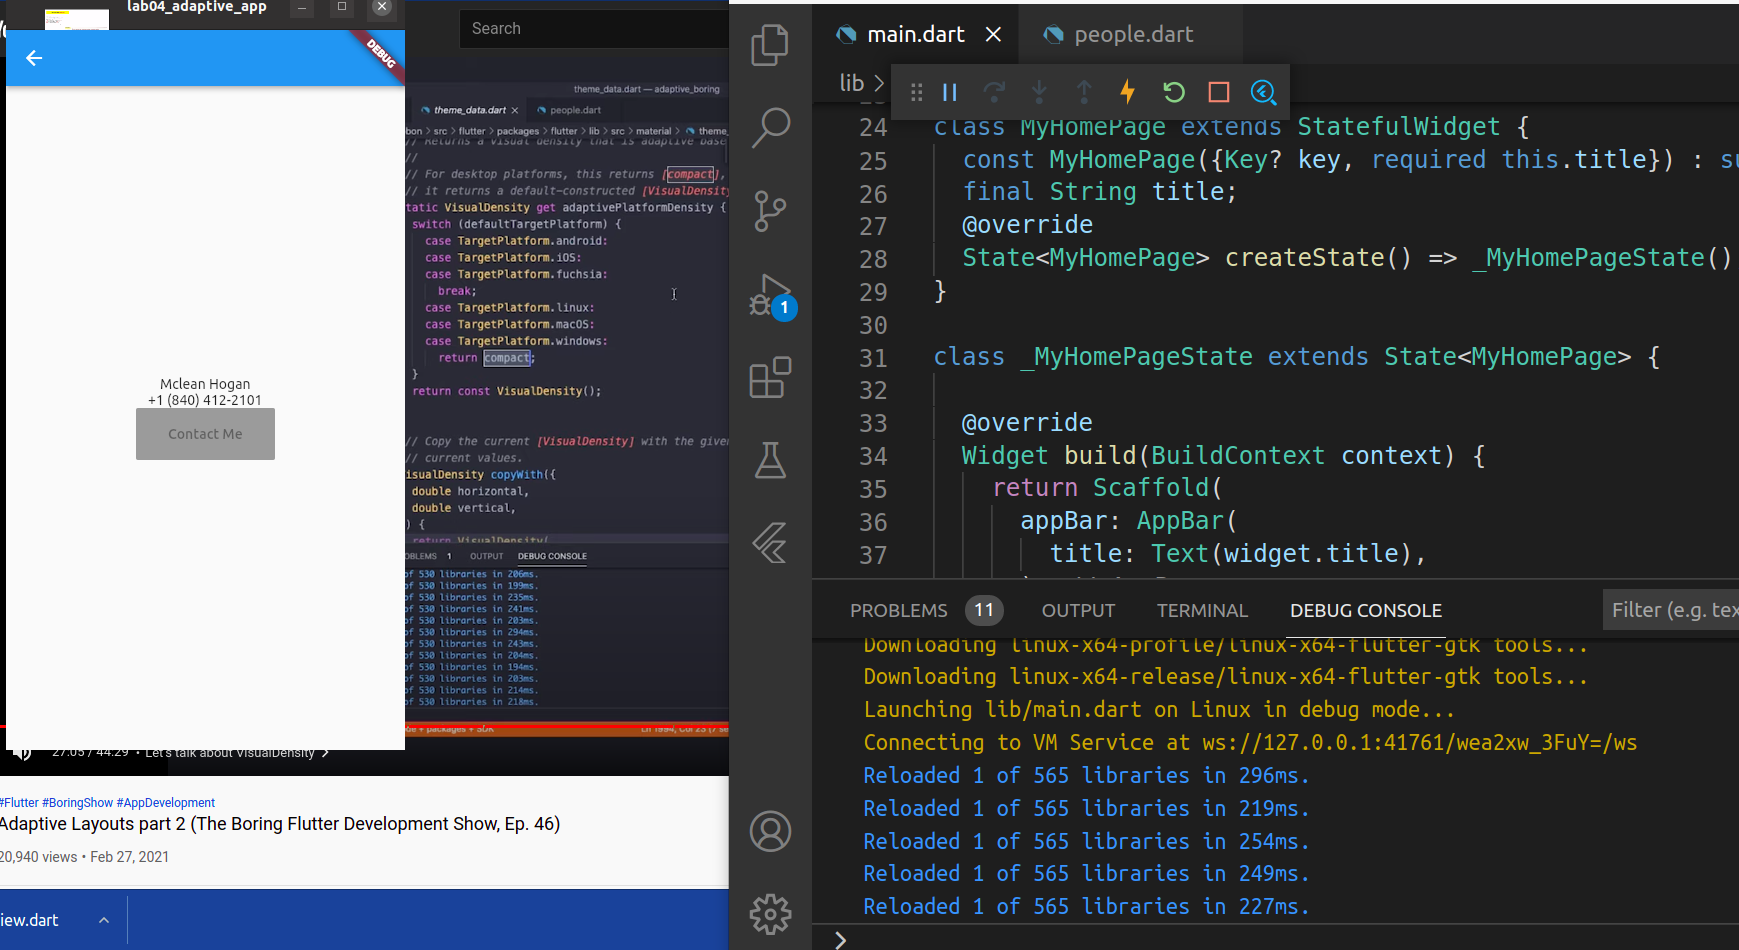 lab04_adaptive_app
DEBUG
Mclean Hogan
+1 (840) 412-2101
Contact Me
Search
theme_data.dart — adaptive_boring
theme_data.dart × people.dart
bon > src > flutter > packages > flutter > lib > src > material > theme_
// Returns a visual density that is adaptive base
//
// For desktop platforms, this returns [compact],
// it returns a default-constructed [VisualDensity
tatic VisualDensity get adaptivePlatformDensity {
switch (defaultTargetPlatform) {
case TargetPlatform.android:
case TargetPlatform.iOS:
case TargetPlatform.fuchsia:
break;
case TargetPlatform.linux:
case TargetPlatform.macOS:
case TargetPlatform.windows:
return compact;
}
return const VisualDensity();
// Copy the current [VisualDensity] with the give
// current values.
isualDensity copyWith({
double horizontal,
double vertical,
) {
return VisualDensity(
OBLEMS 1 OUTPUT DEBUG CONSOLE
of 530 libraries in 206ms.
of 530 libraries in 199ms.
of 530 libraries in 235ms.
of 530 libraries in 241ms.
of 530 libraries in 203ms.
of 530 libraries in 294ms.
of 530 libraries in 243ms.
of 530 libraries in 204ms.
of 530 libraries in 194ms.
of 530 libraries in 203ms.
of 530 libraries in 214ms.
of 530 libraries in 218ms.
+ packages + SDK
27:05 / 44:29 • Let's talk about VisualDensity >
#Flutter #BoringShow #AppDevelopment
Adaptive Layouts part 2 (The Boring Flutter Development Show, Ep. 46)
20,940 views • Feb 27, 2021
iew.dart
main.dart × people.dart
lib >
1
24 class MyHomePage extends StatefulWidget {
25 const MyHomePage({Key? key, required this.title}) : su
26 final String title;
27 @override
28 State<MyHomePage> createState() => _MyHomePageState()
29 }
30
31 class _MyHomePageState extends State<MyHomePage> {
32
33 @override
34 Widget build(BuildContext context) {
35 return Scaffold(
36 appBar: AppBar(
37 title: Text(widget.title),
PROBLEMS 11 OUTPUT TERMINAL DEBUG CONSOLE Filter (e.g. tex
Downloading linux-x64-profile/linux-x64-flutter-gtk tools...
Downloading linux-x64-release/linux-x64-flutter-gtk tools...
Launching lib/main.dart on Linux in debug mode...
Connecting to VM Service at ws://127.0.0.1:41761/wea2xw_3FuY=/ws
Reloaded 1 of 565 libraries in 296ms.
Reloaded 1 of 565 libraries in 219ms.
Reloaded 1 of 565 libraries in 254ms.
Reloaded 1 of 565 libraries in 249ms.
Reloaded 1 of 565 libraries in 227ms.
>